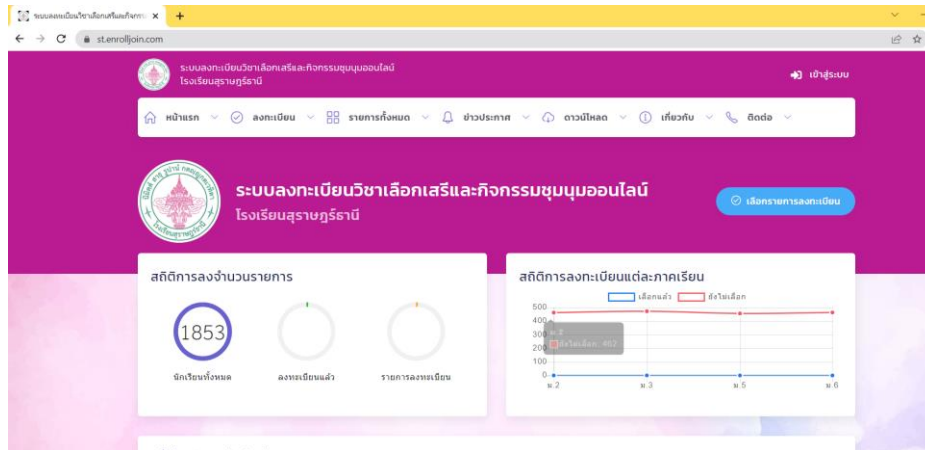 ระบบลงทะเบียนวิชาเลือกเสรีและกิจกรรม
st.enrolljoin.com
ระบบลงทะเบียนวิชาเลือกเสรีและกิจกรรมชุมนุมออนไลน์
โรงเรียนสุราษฎร์ธานี
เข้าสู่ระบบ
หน้าแรก ลงทะเบียน รายการทั้งหมด ข่าวประกาศ ดาวน์โหลด เกี่ยวกับ ติดต่อ
ระบบลงทะเบียนวิชาเลือกเสรีและกิจกรรมชุมนุมออนไลน์
โรงเรียนสุราษฎร์ธานี
เลือกรายการลงทะเบียน
สถิติการลงจำนวนรายการ
1853
นักเรียนทั้งหมด ลงทะเบียนแล้ว รายการลงทะเบียน
สถิติการลงทะเบียนแต่ละภาคเรียน
เลือกแล้ว ยังไม่เลือก
500
400
300
200
100
0
ม.2
ยังไม่เลือก: 462
ม.2 ม.3 ม.5 ม.6